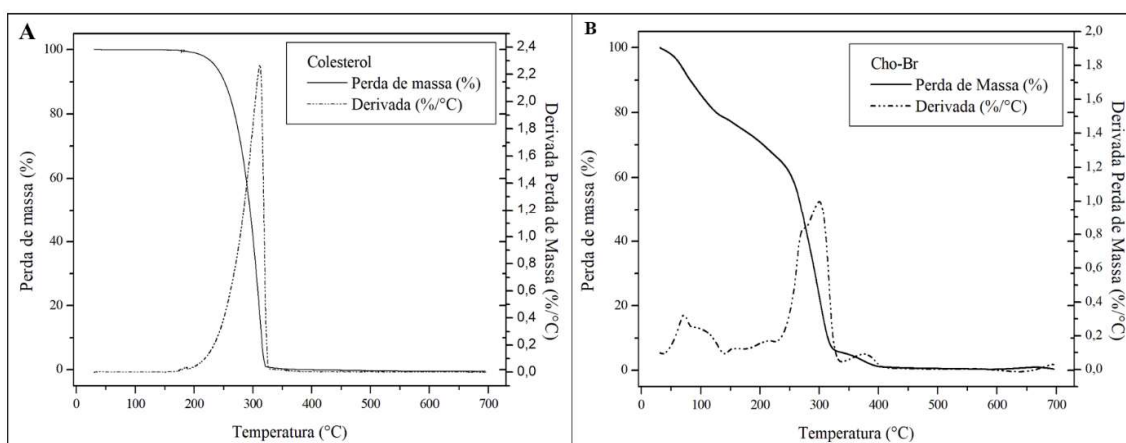 A
Colesterol
Perda de massa (%)
Derivada (%/°C)
Perda de massa (%)
100
80
60
40
20
0
2,4
2,2
2,0
1,8
1,6
1,4
1,2
1,0
0,8
0,6
0,4
0,2
0,0
Derivada Perda de Massa (%/°C)
0 100 200 300 400 500 600 700
Temperatura (°C)
B
Cho-Br
Perda de Massa (%)
Derivada (%/°C)
Perda de massa (%)
100
80
60
40
20
0
2,0
1,8
1,6
1,4
1,2
1,0
0,8
0,6
0,4
0,2
0,0
Derivada Perda de Massa (%/°C)
0 100 200 300 400 500 600 700
Temperatura (°C)